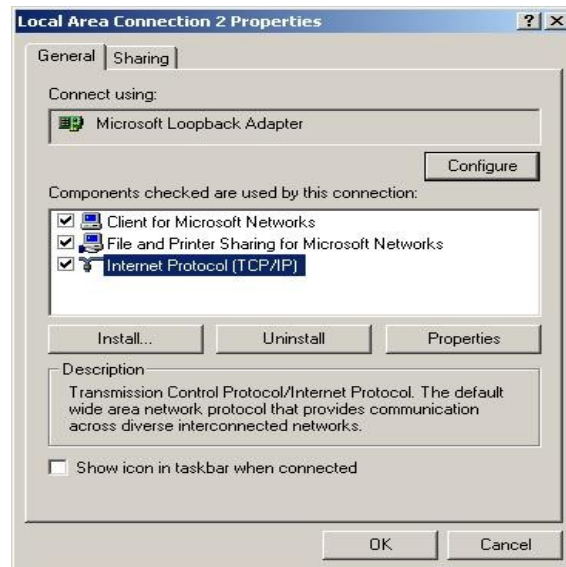 Local Area Connection 2 Properties
General
Sharing
Connect using:
Microsoft Loopback Adapter
Configure
Components checked are used by this connection:
Client for Microsoft Networks
File and Printer Sharing for Microsoft Networks
Internet Protocol (TCP/IP)
Install...
Uninstall
Properties
Description
Transmission Control Protocol/Internet Protocol. The default
wide area network protocol that provides communication
across diverse interconnected networks.
Show icon in taskbar when connected
OK
Cancel